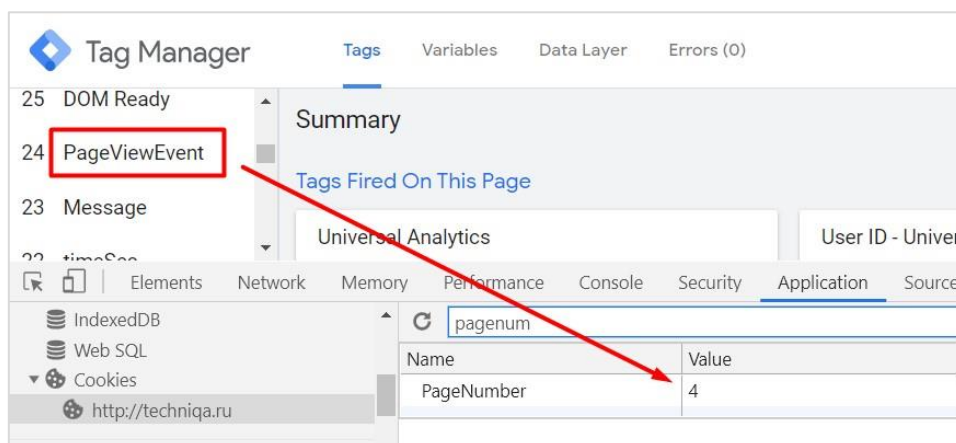 Tag Manager Tags Variables Data Layer Errors (0)
25 DOM Ready
Summary
24 PageViewEvent
Tags Fired On This Page
23 Message
Universal Analytics User ID - Univer
22 timeSec
Elements Network Memory Performance Console Security Application Source
IndexedDB
pagenum
Web SQL
Name Value
Cookies
PageNumber 4
http://techniqa.ru